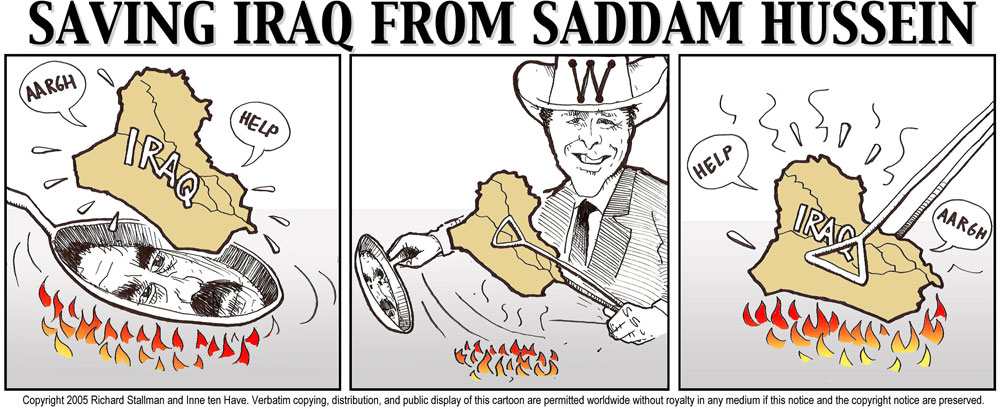 SAVING IRAQ FROM SADDAM HUSSEIN
AARGH
HELP
IRAQ
W
HELP
IRAQ
AARGH
Copyright 2005 Richard Stallman and Inne ten Have. Verbatim copying, distribution, and public display of this cartoon are permitted worldwide without royalty in any medium if this notice and the copyright notice are preserved.